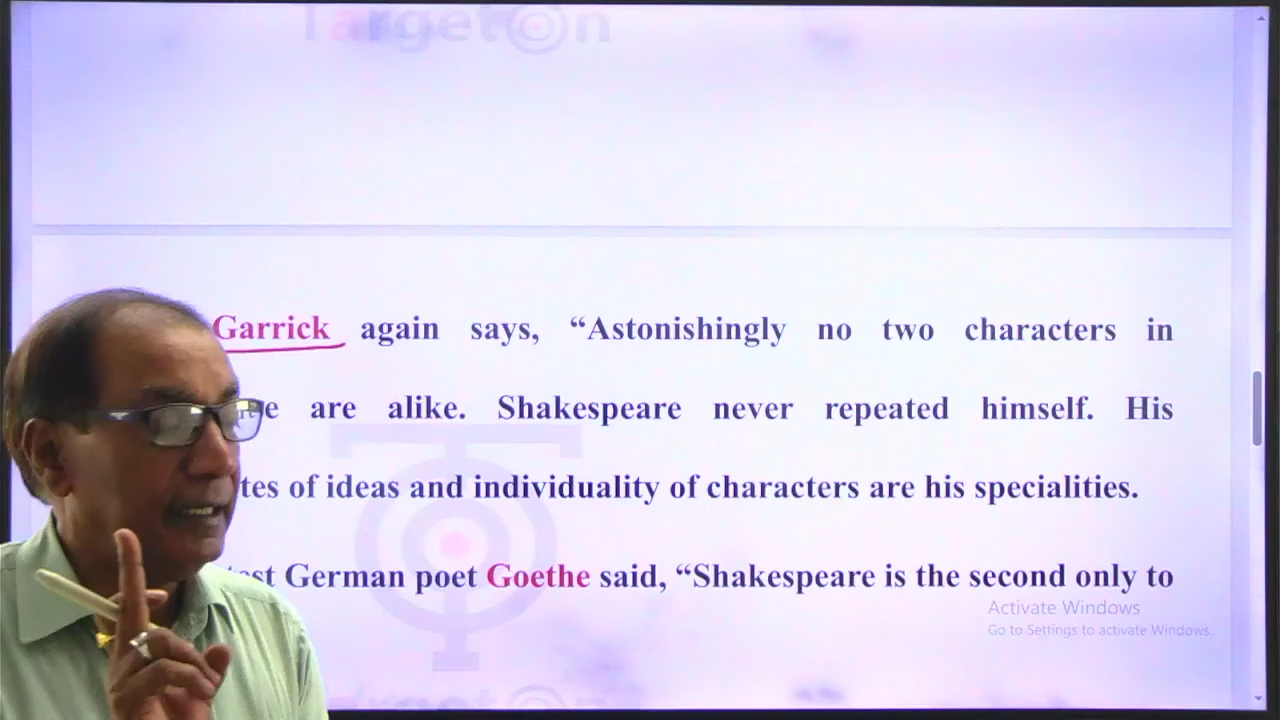 TargetOn
Garrick again says, “Astonishingly no two characters in
are alike. Shakespeare never repeated himself. His
of ideas and individuality of characters are his specialities.
German poet Goethe said, “Shakespeare is the second only to
Activate Windows
Go to Settings to activate Windows.
TargetOn